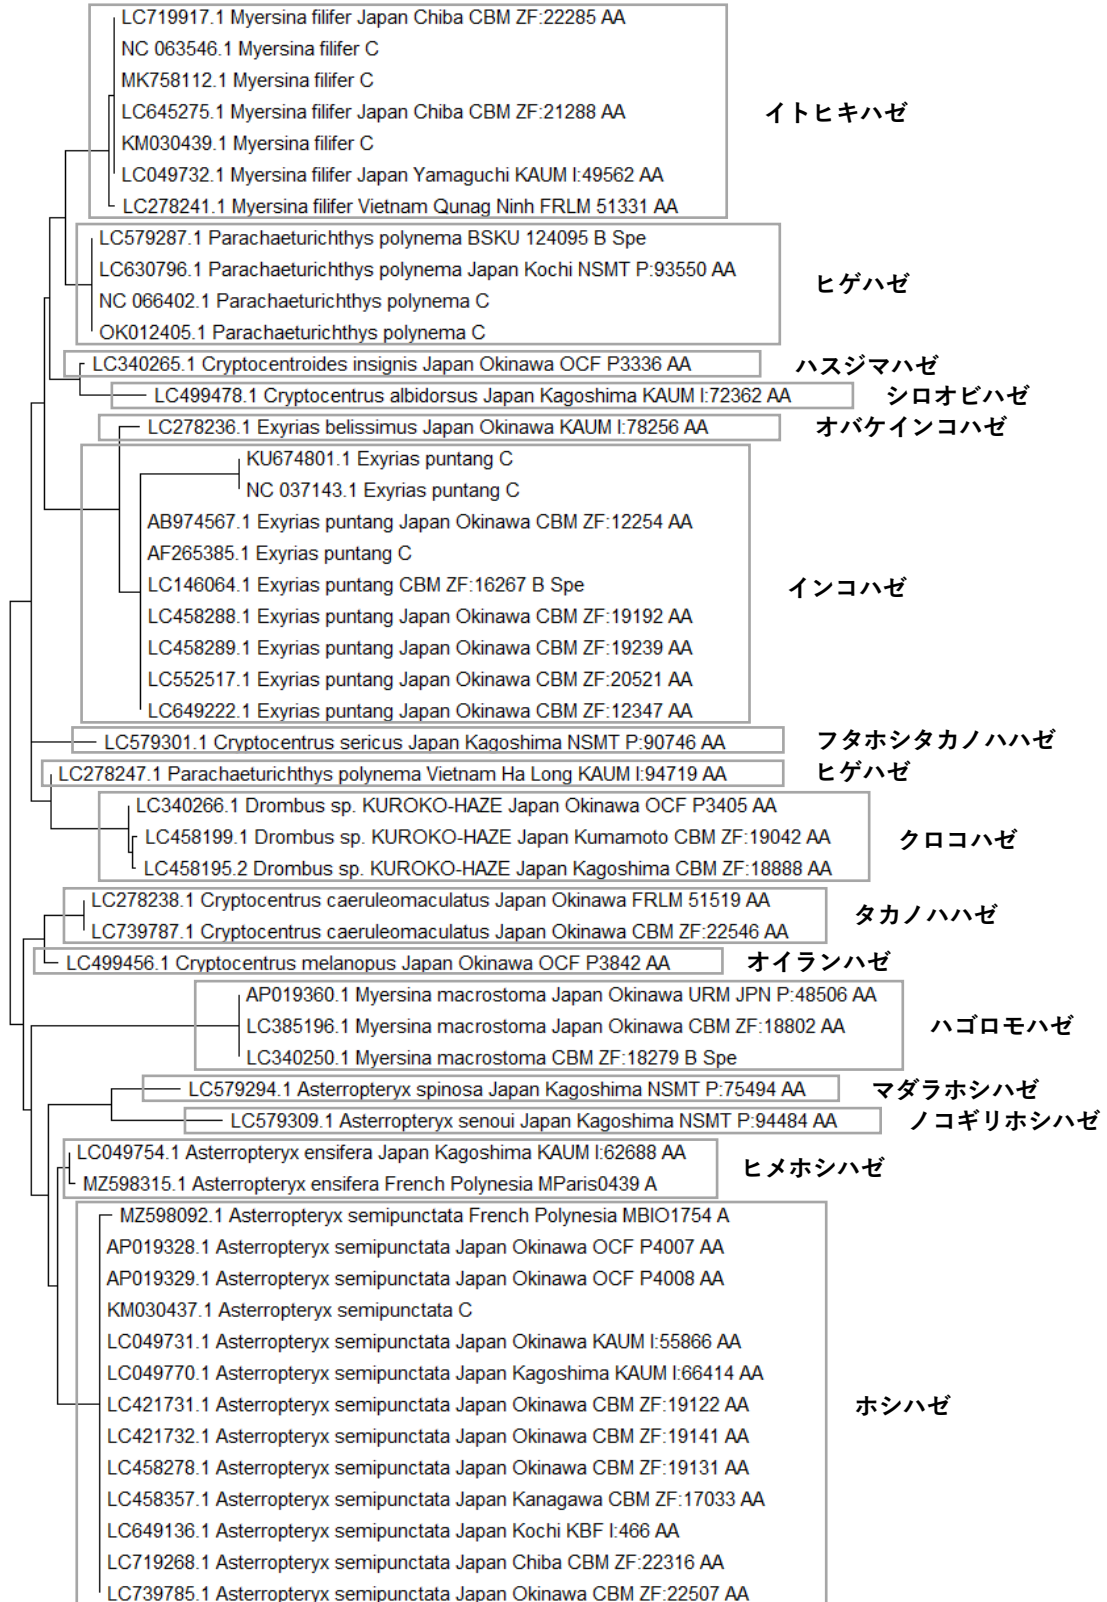 LC719917.1 Myersina filifer Japan Chiba CBM ZF:22285 AA
NC 063546.1 Myersina filifer C
MK758112.1 Myersina filifer C
LC645275.1 Myersina filifer Japan Chiba CBM ZF:21288 AA
イトヒキハゼ
KM030439.1 Myersina filifer C
LC049732.1 Myersina filifer Japan Yamaguchi KAUM I:49562 AA
LC278241.1 Myersina filifer Vietnam Qunag Ninh FRLM 51331 AA
LC579287.1 Parachaeturichthys polynema BSKU 124095 B Spe
LC630796.1 Parachaeturichthys polynema Japan Kochi NSMT P:93550 AA
ヒゲハゼ
NC 066402.1 Parachaeturichthys polynema C
OK012405.1 Parachaeturichthys polynema C
LC340265.1 Cryptocentroides insignis Japan Okinawa OCF P3336 AA
ハスジマハゼ
LC499478.1 Cryptocentrus albidorsus Japan Kagoshima KAUM I:72362 AA
シロオビハゼ
LC278236.1 Exyrias belissimus Japan Okinawa KAUM I:78256 AA
オバケインコハゼ
KU674801.1 Exyrias puntang C
NC 037143.1 Exyrias puntang C
AB974567.1 Exyrias puntang Japan Okinawa CBM ZF:12254 AA
AF265385.1 Exyrias puntang C
LC146064.1 Exyrias puntang CBM ZF:16267 B Spe
インコハゼ
LC458288.1 Exyrias puntang Japan Okinawa CBM ZF:19192 AA
LC458289.1 Exyrias puntang Japan Okinawa CBM ZF:19239 AA
LC552517.1 Exyrias puntang Japan Okinawa CBM ZF:20521 AA
LC649222.1 Exyrias puntang Japan Okinawa CBM ZF:12347 AA
LC579301.1 Cryptocentrus sericus Japan Kagoshima NSMT P:90746 AA
フタホシタカノハハゼ
LC278247.1 Parachaeturichthys polynema Vietnam Ha Long KAUM I:94719 AA
ヒゲハゼ
LC340266.1 Drombus sp. KUROKO-HAZE Japan Okinawa OCF P3405 AA
LC458199.1 Drombus sp. KUROKO-HAZE Japan Kumamoto CBM ZF:19042 AA
クロコハゼ
LC458195.2 Drombus sp. KUROKO-HAZE Japan Kagoshima CBM ZF:18888 AA
LC278238.1 Cryptocentrus caeruleomaculatus Japan Okinawa FRLM 51519 AA
タカノハハゼ
LC739787.1 Cryptocentrus caeruleomaculatus Japan Okinawa CBM ZF:22546 AA
LC499456.1 Cryptocentrus melanopus Japan Okinawa OCF P3842 AA
オイランハゼ
AP019360.1 Myersina macrostoma Japan Okinawa URM JPN P:48506 AA
LC385196.1 Myersina macrostoma Japan Okinawa CBM ZF:18802 AA
ハゴロモハゼ
LC340250.1 Myersina macrostoma CBM ZF:18279 B Spe
LC579294.1 Asterropteryx spinosa Japan Kagoshima NSMT P:75494 AA
マダラホシハゼ
LC579309.1 Asterropteryx senoui Japan Kagoshima NSMT P:94484 AA
ノコギリホシハゼ
LC049754.1 Asterropteryx ensifera Japan Kagoshima KAUM I:62688 AA
ヒメホシハゼ
MZ598315.1 Asterropteryx ensifera French Polynesia MParis0439 A
MZ598092.1 Asterropteryx semipunctata French Polynesia MBIO1754 A
AP019328.1 Asterropteryx semipunctata Japan Okinawa OCF P4007 AA
AP019329.1 Asterropteryx semipunctata Japan Okinawa OCF P4008 AA
KM030437.1 Asterropteryx semipunctata C
LC049731.1 Asterropteryx semipunctata Japan Okinawa KAUM I:55866 AA
LC049770.1 Asterropteryx semipunctata Japan Kagoshima KAUM I:66414 AA
LC421731.1 Asterropteryx semipunctata Japan Okinawa CBM ZF:19122 AA
ホシハゼ
LC421732.1 Asterropteryx semipunctata Japan Okinawa CBM ZF:19141 AA
LC458278.1 Asterropteryx semipunctata Japan Okinawa CBM ZF:19131 AA
LC458357.1 Asterropteryx semipunctata Japan Kanagawa CBM ZF:17033 AA
LC649136.1 Asterropteryx semipunctata Japan Kochi KBF I:466 AA
LC719268.1 Asterropteryx semipunctata Japan Chiba CBM ZF:22316 AA
LC739785.1 Asterropteryx semipunctata Japan Okinawa CBM ZF:22507 AA